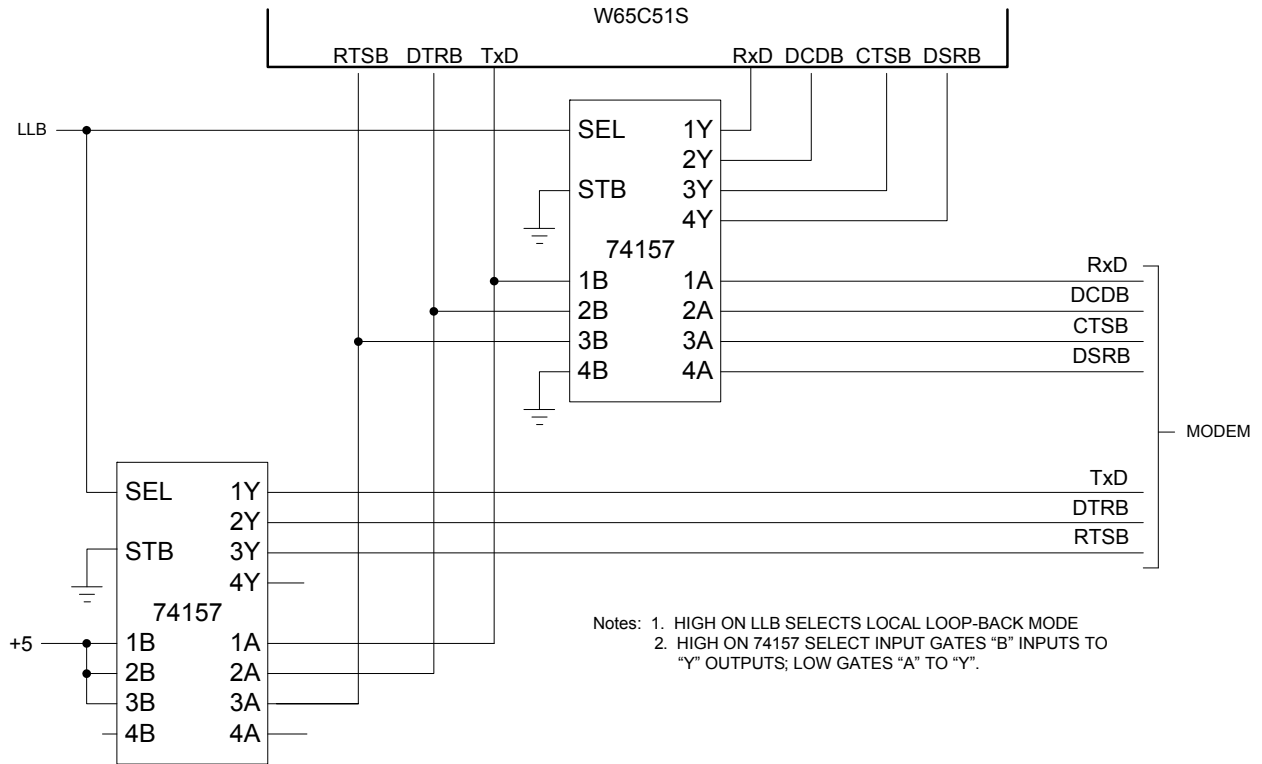 W65C51S
RTSB DTRB TxD RxD DCDB CTSB DSRB
LLB
SEL 1Y
2Y
STB 3Y
4Y
74157
1B 1A
2B 2A
3B 3A
4B 4A
RxD
DCDB
CTSB
DSRB
MODEM
TxD
DTRB
RTSB
SEL 1Y
2Y
STB 3Y
4Y
74157
+5
1B 1A
2B 2A
3B 3A
4B 4A
Notes: 1. HIGH ON LLB SELECTS LOCAL LOOP-BACK MODE
2. HIGH ON 74157 SELECT INPUT GATES “B” INPUTS TO
“Y” OUTPUTS; LOW GATES “A” TO “Y”.